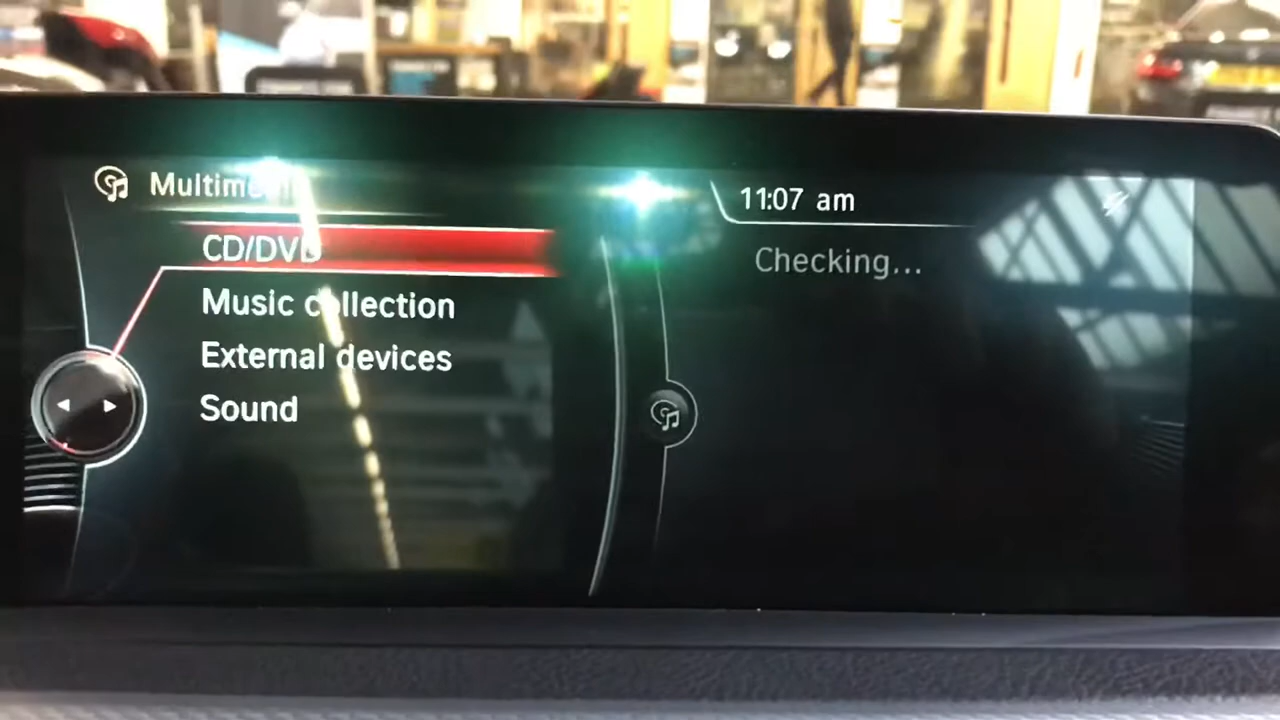 Multimedia
CD/DVD
Music collection
External devices
Sound
11:07 am
Checking...